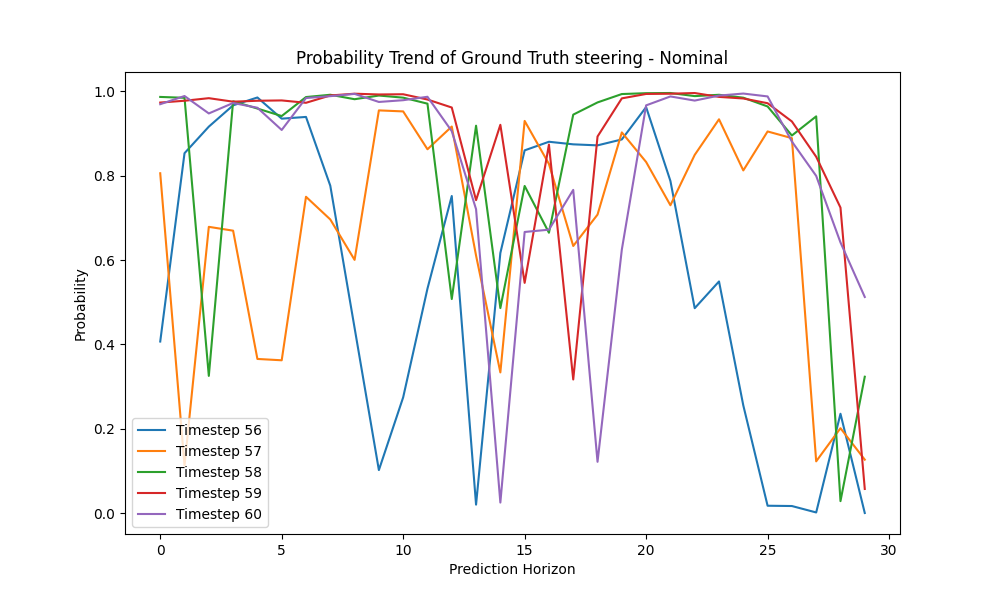 Probability Trend of Ground Truth steering - Nominal
1.0
0.8
0.6
0.4
0.2
0.0
Probability
Timestep 56
Timestep 57
Timestep 58
Timestep 59
Timestep 60
0 5 10 15 20 25 30
Prediction Horizon